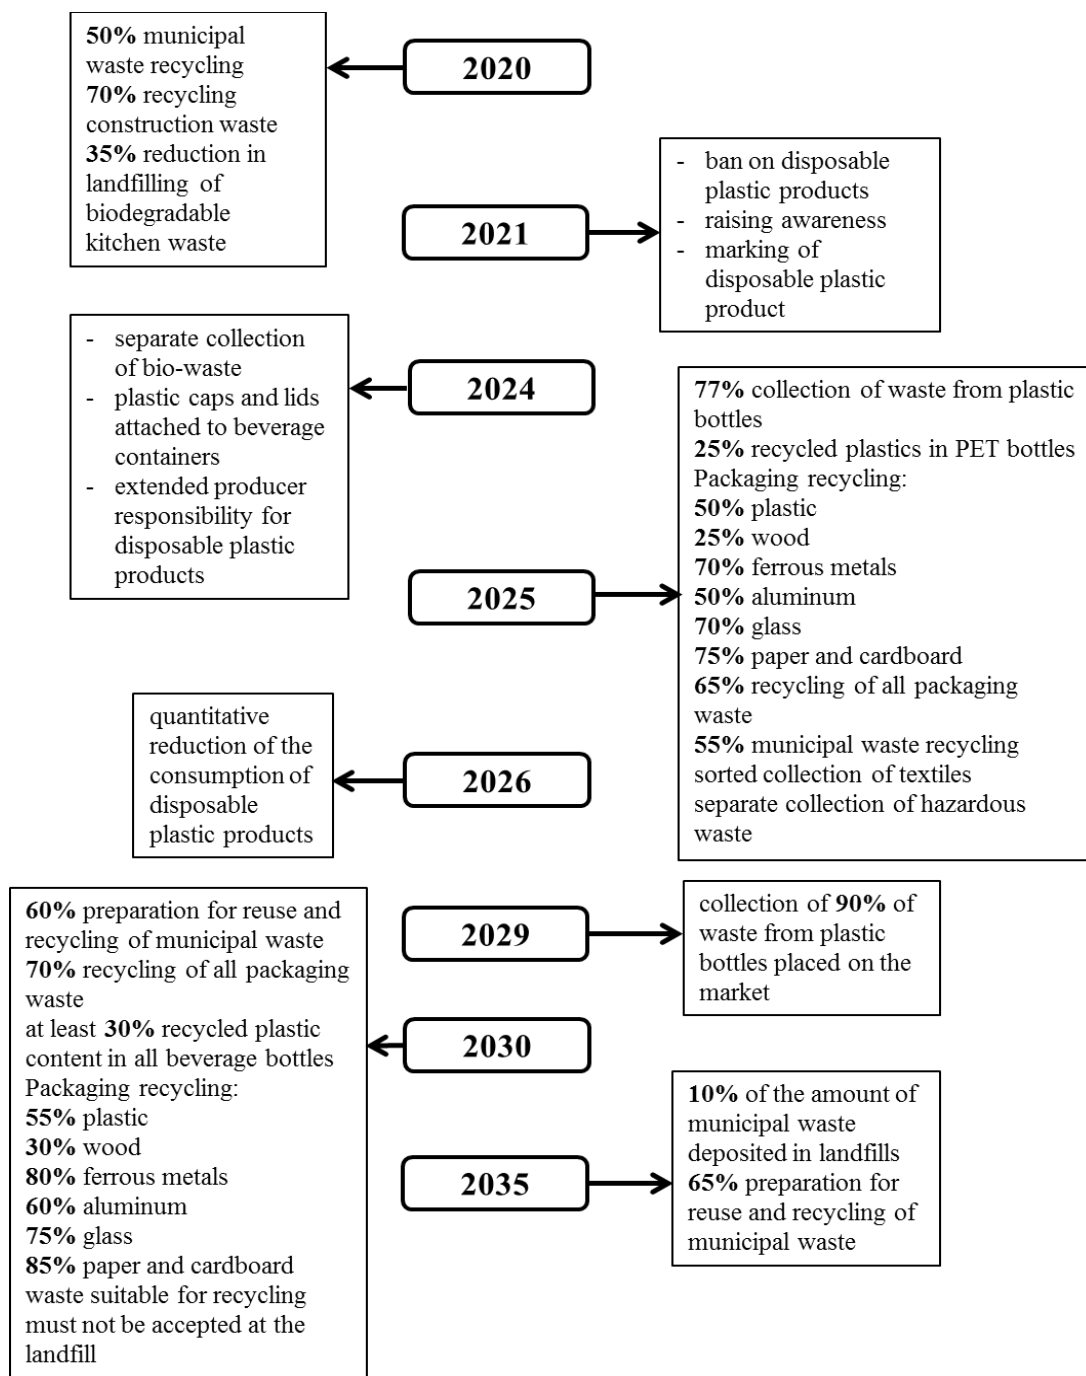 2020
50% municipal
waste recycling
70% recycling
construction waste
35% reduction in
landfilling of
biodegradable
kitchen waste
2021
- ban on disposable
plastic products
- raising awareness
- marking of
disposable plastic
product
2024
- separate collection
of bio-waste
- plastic caps and lids
attached to beverage
containers
- extended producer
responsibility for
disposable plastic
products
2025
77% collection of waste from plastic
bottles
25% recycled plastics in PET bottles
Packaging recycling:
50% plastic
25% wood
70% ferrous metals
50% aluminum
70% glass
75% paper and cardboard
65% recycling of all packaging
waste
55% municipal waste recycling
sorted collection of textiles
separate collection of hazardous
waste
2026
quantitative
reduction of the
consumption of
disposable
plastic products
2029
collection of 90% of
waste from plastic
bottles placed on the
market
2030
60% preparation for reuse and
recycling of municipal waste
70% recycling of all packaging
waste
at least 30% recycled plastic
content in all beverage bottles
Packaging recycling:
55% plastic
30% wood
80% ferrous metals
60% aluminum
75% glass
85% paper and cardboard
waste suitable for recycling
must not be accepted at the
landfill
2035
10% of the amount of
municipal waste
deposited in landfills
65% preparation for
reuse and recycling of
municipal waste